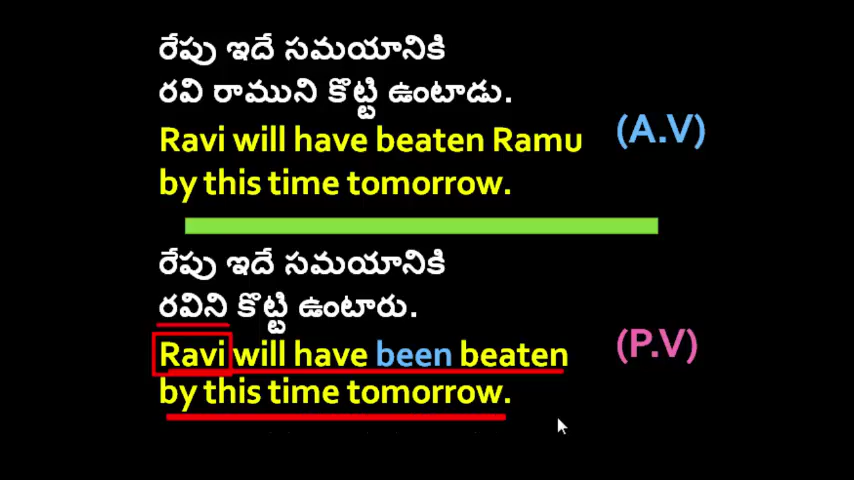 రేపు ఇదే సమయానికి
రవి రాముని కొట్టి ఉంటాడు.
Ravi will have beaten Ramu (A.V)
by this time tomorrow.
రేపు ఇదే సమయానికి
రవిని కొట్టి ఉంటారు.
Ravi will have been beaten (P.V)
by this time tomorrow.